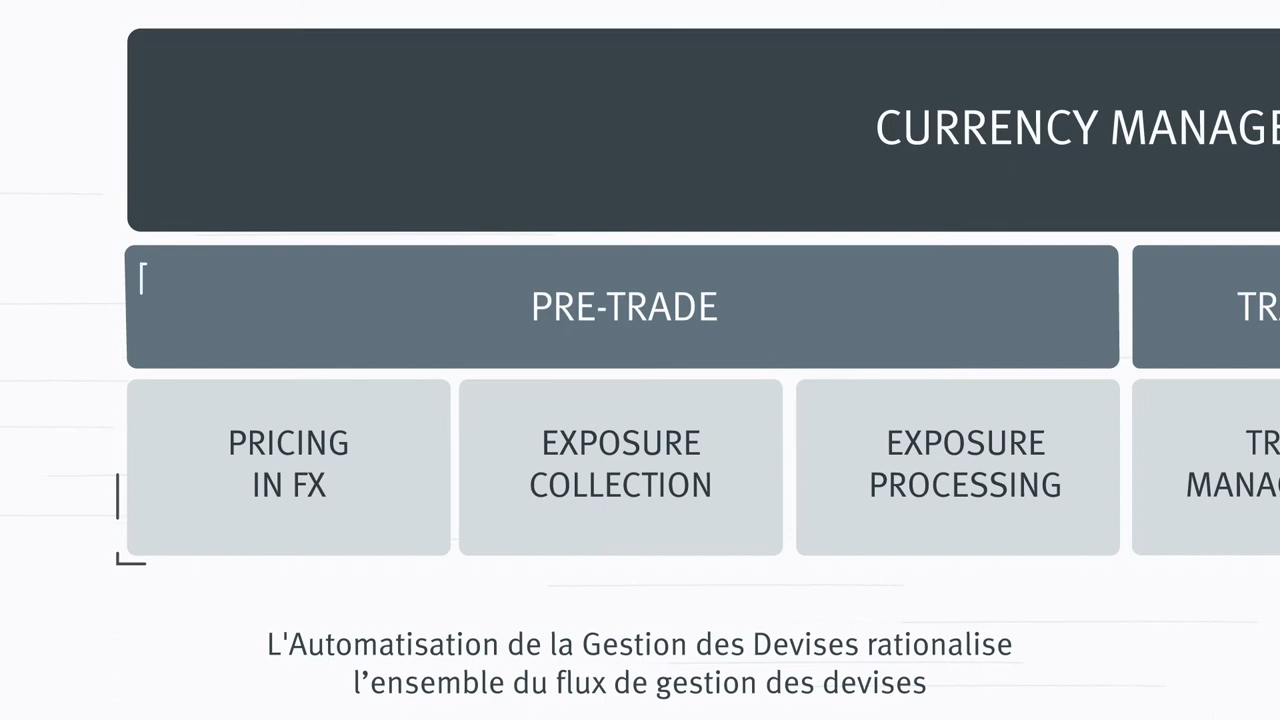 CURRENCY MANAGE
PRE-TRADE
TRA
PRICING
IN FX
EXPOSURE
COLLECTION
EXPOSURE
PROCESSING
TR
MANAG
L'Automatisation de la Gestion des Devises rationalise
l’ensemble du flux de gestion des devises